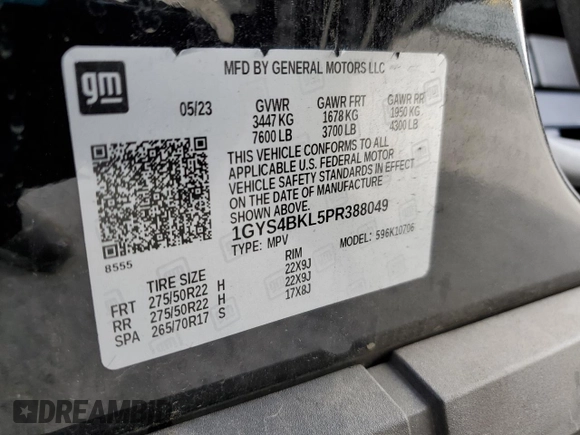 gm
MFD BY GENERAL MOTORS LLC
05/23 GVWR GAWR FRT GAWR RR
3447 KG 1678 KG 1950 KG
7600 LB 3700 LB 4300 LB
THIS VEHICLE CONFORMS TO ALL
APPLICABLE U.S. FEDERAL MOTOR
VEHICLE SAFETY STANDARDS IN EFFECT
ON THE DATE OF MANUFACTURE
SHOWN ABOVE.
1GYS4BKL5PR388049
TYPE: MPV MODEL: 596K10706
8555
TIRE SIZE RIM
FRT 275/50R22 H 22X9J
RR 275/50R22 H 22X9J
SPA 265/70R17 S 17X8J
DREAMBID